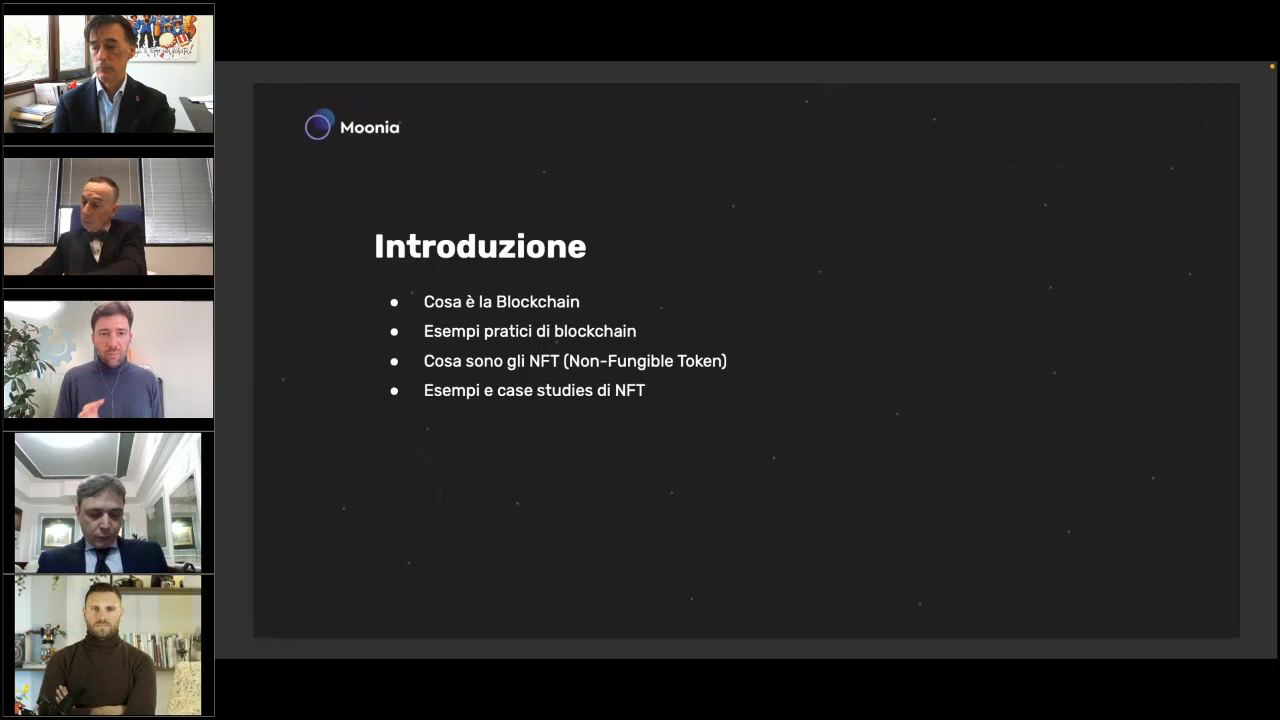 Moonia
Introduzione
● Cosa è la Blockchain
● Esempi pratici di blockchain
● Cosa sono gli NFT (Non-Fungible Token)
● Esempi e case studies di NFT